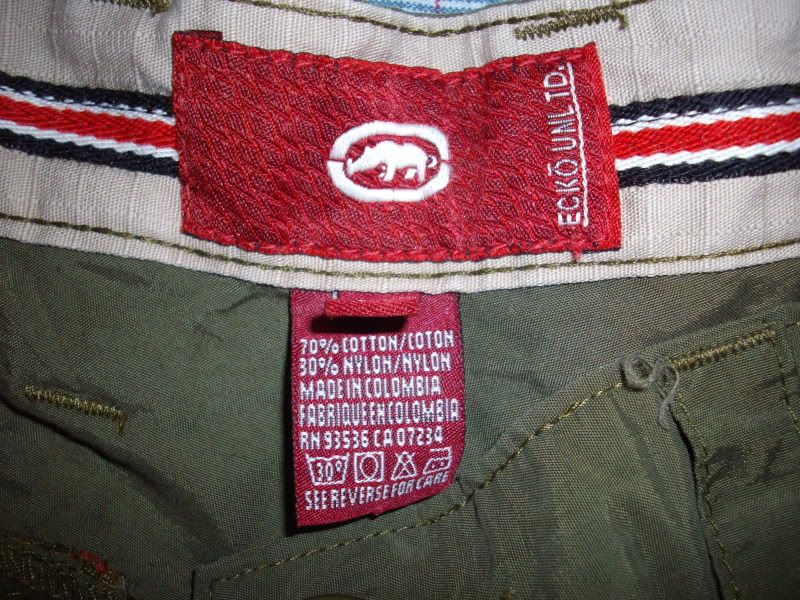 ECKŌ UNLTD.
70% COTTON/COTON
30% NYLON/NYLON
MADE IN COLOMBIA
FABRIQUE EN COLOMBIA
RN 93536 CA 07234
30°
SEE REVERSE FOR CARE